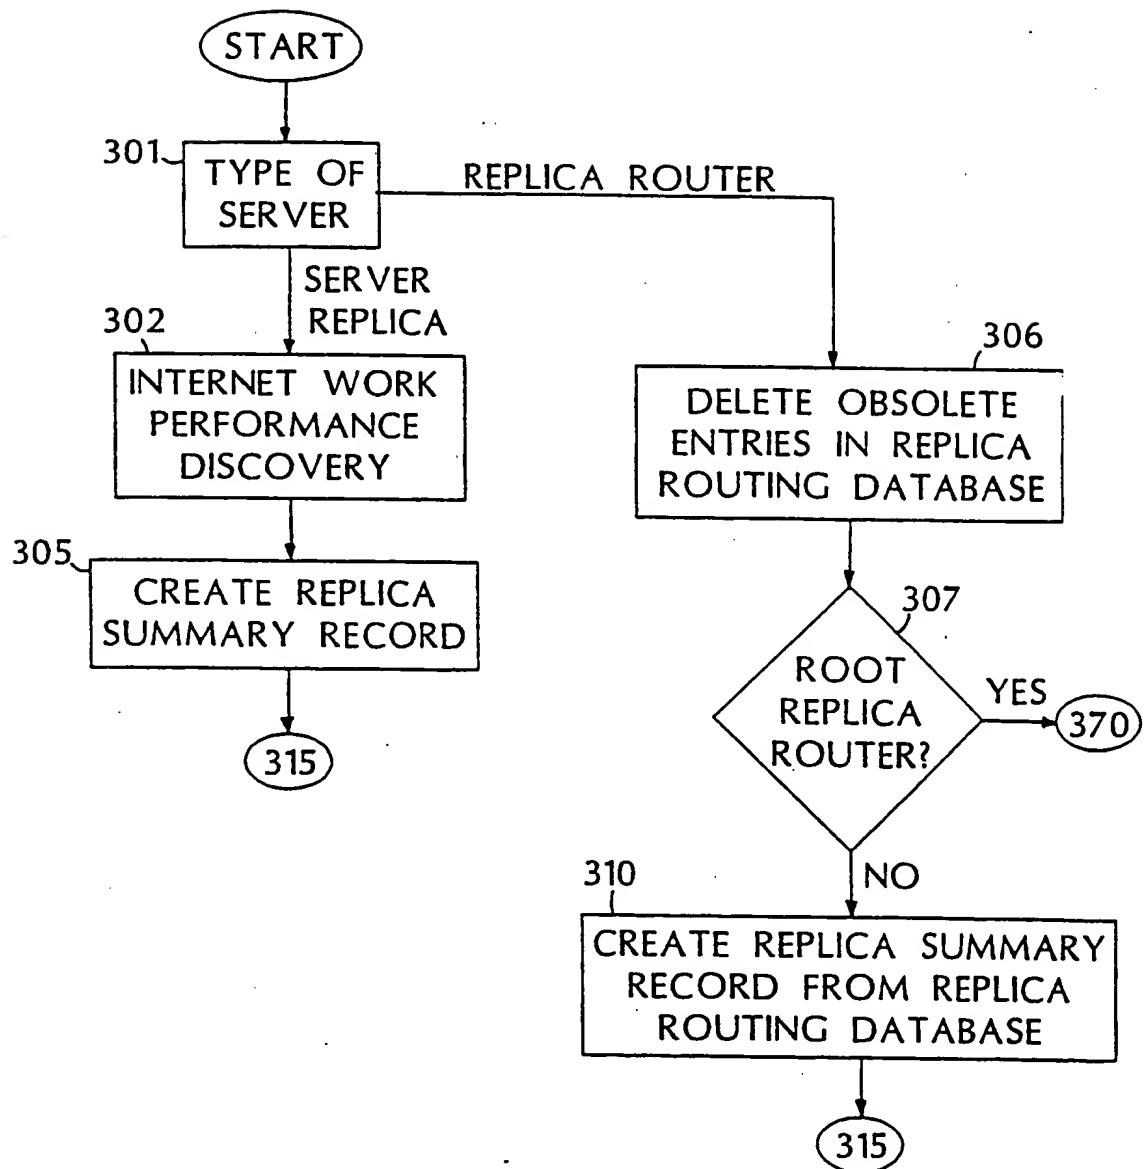 START
301
TYPE OF
SERVER
REPLICA ROUTER
SERVER
REPLICA
302
INTERNET WORK
PERFORMANCE
DISCOVERY
305
CREATE REPLICA
SUMMARY RECORD
315
306
DELETE OBSOLETE
ENTRIES IN REPLICA
ROUTING DATABASE
307
ROOT
REPLICA
ROUTER?
YES
370
NO
310
CREATE REPLICA SUMMARY
RECORD FROM REPLICA
ROUTING DATABASE
315